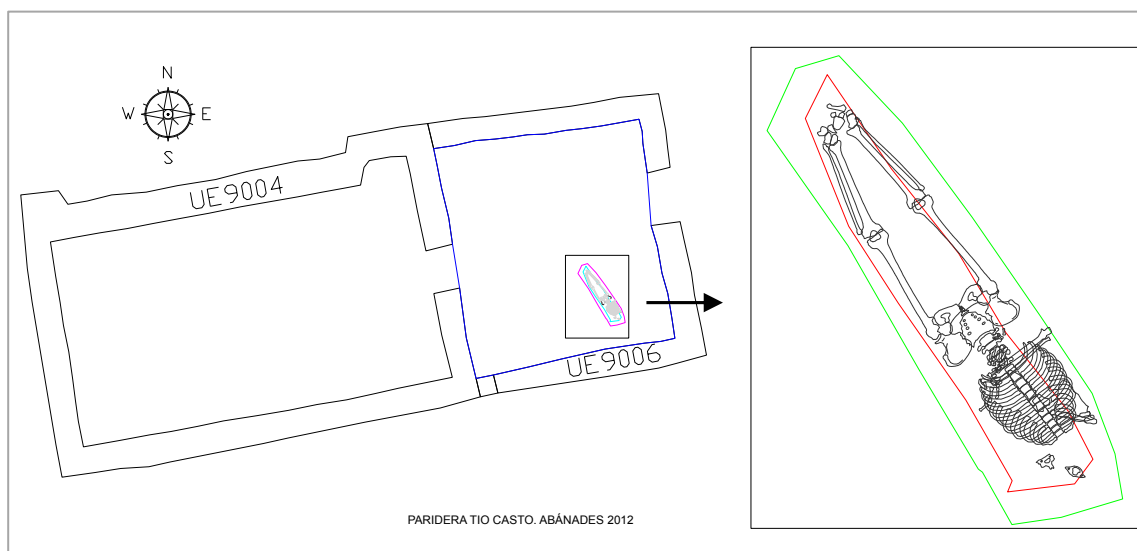 N
W E
S
UE9004
UE9006
PARIDERA TIO CASTO. ABÁNADES 2012